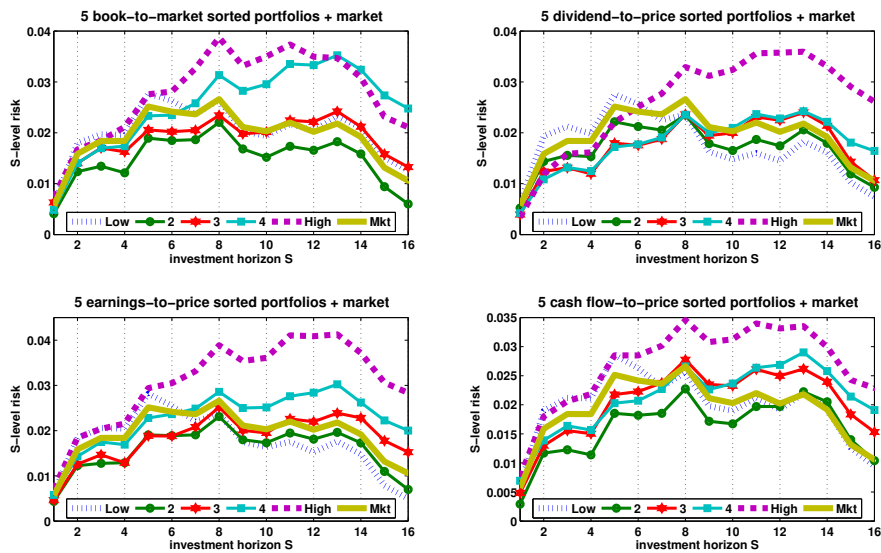 5 book−to−market sorted portfolios + market
S−level risk
0.04
0.03
0.02
0.01
0
2 4 6 8 10 12 14 16
Low 2 3 4 High Mkt
investment horizon S
5 dividend−to−price sorted portfolios + market
S−level risk
0.04
0.03
0.02
0.01
0
2 4 6 8 10 12 14 16
Low 2 3 4 High Mkt
investment horizon S
5 earnings−to−price sorted portfolios + market
S−level risk
0.04
0.03
0.02
0.01
0
2 4 6 8 10 12 14 16
Low 2 3 4 High Mkt
investment horizon S
5 cash flow−to−price sorted portfolios + market
S−level risk
0.035
0.03
0.025
0.02
0.015
0.01
0.005
0
2 4 6 8 10 12 14 16
Low 2 3 4 High Mkt
investment horizon S